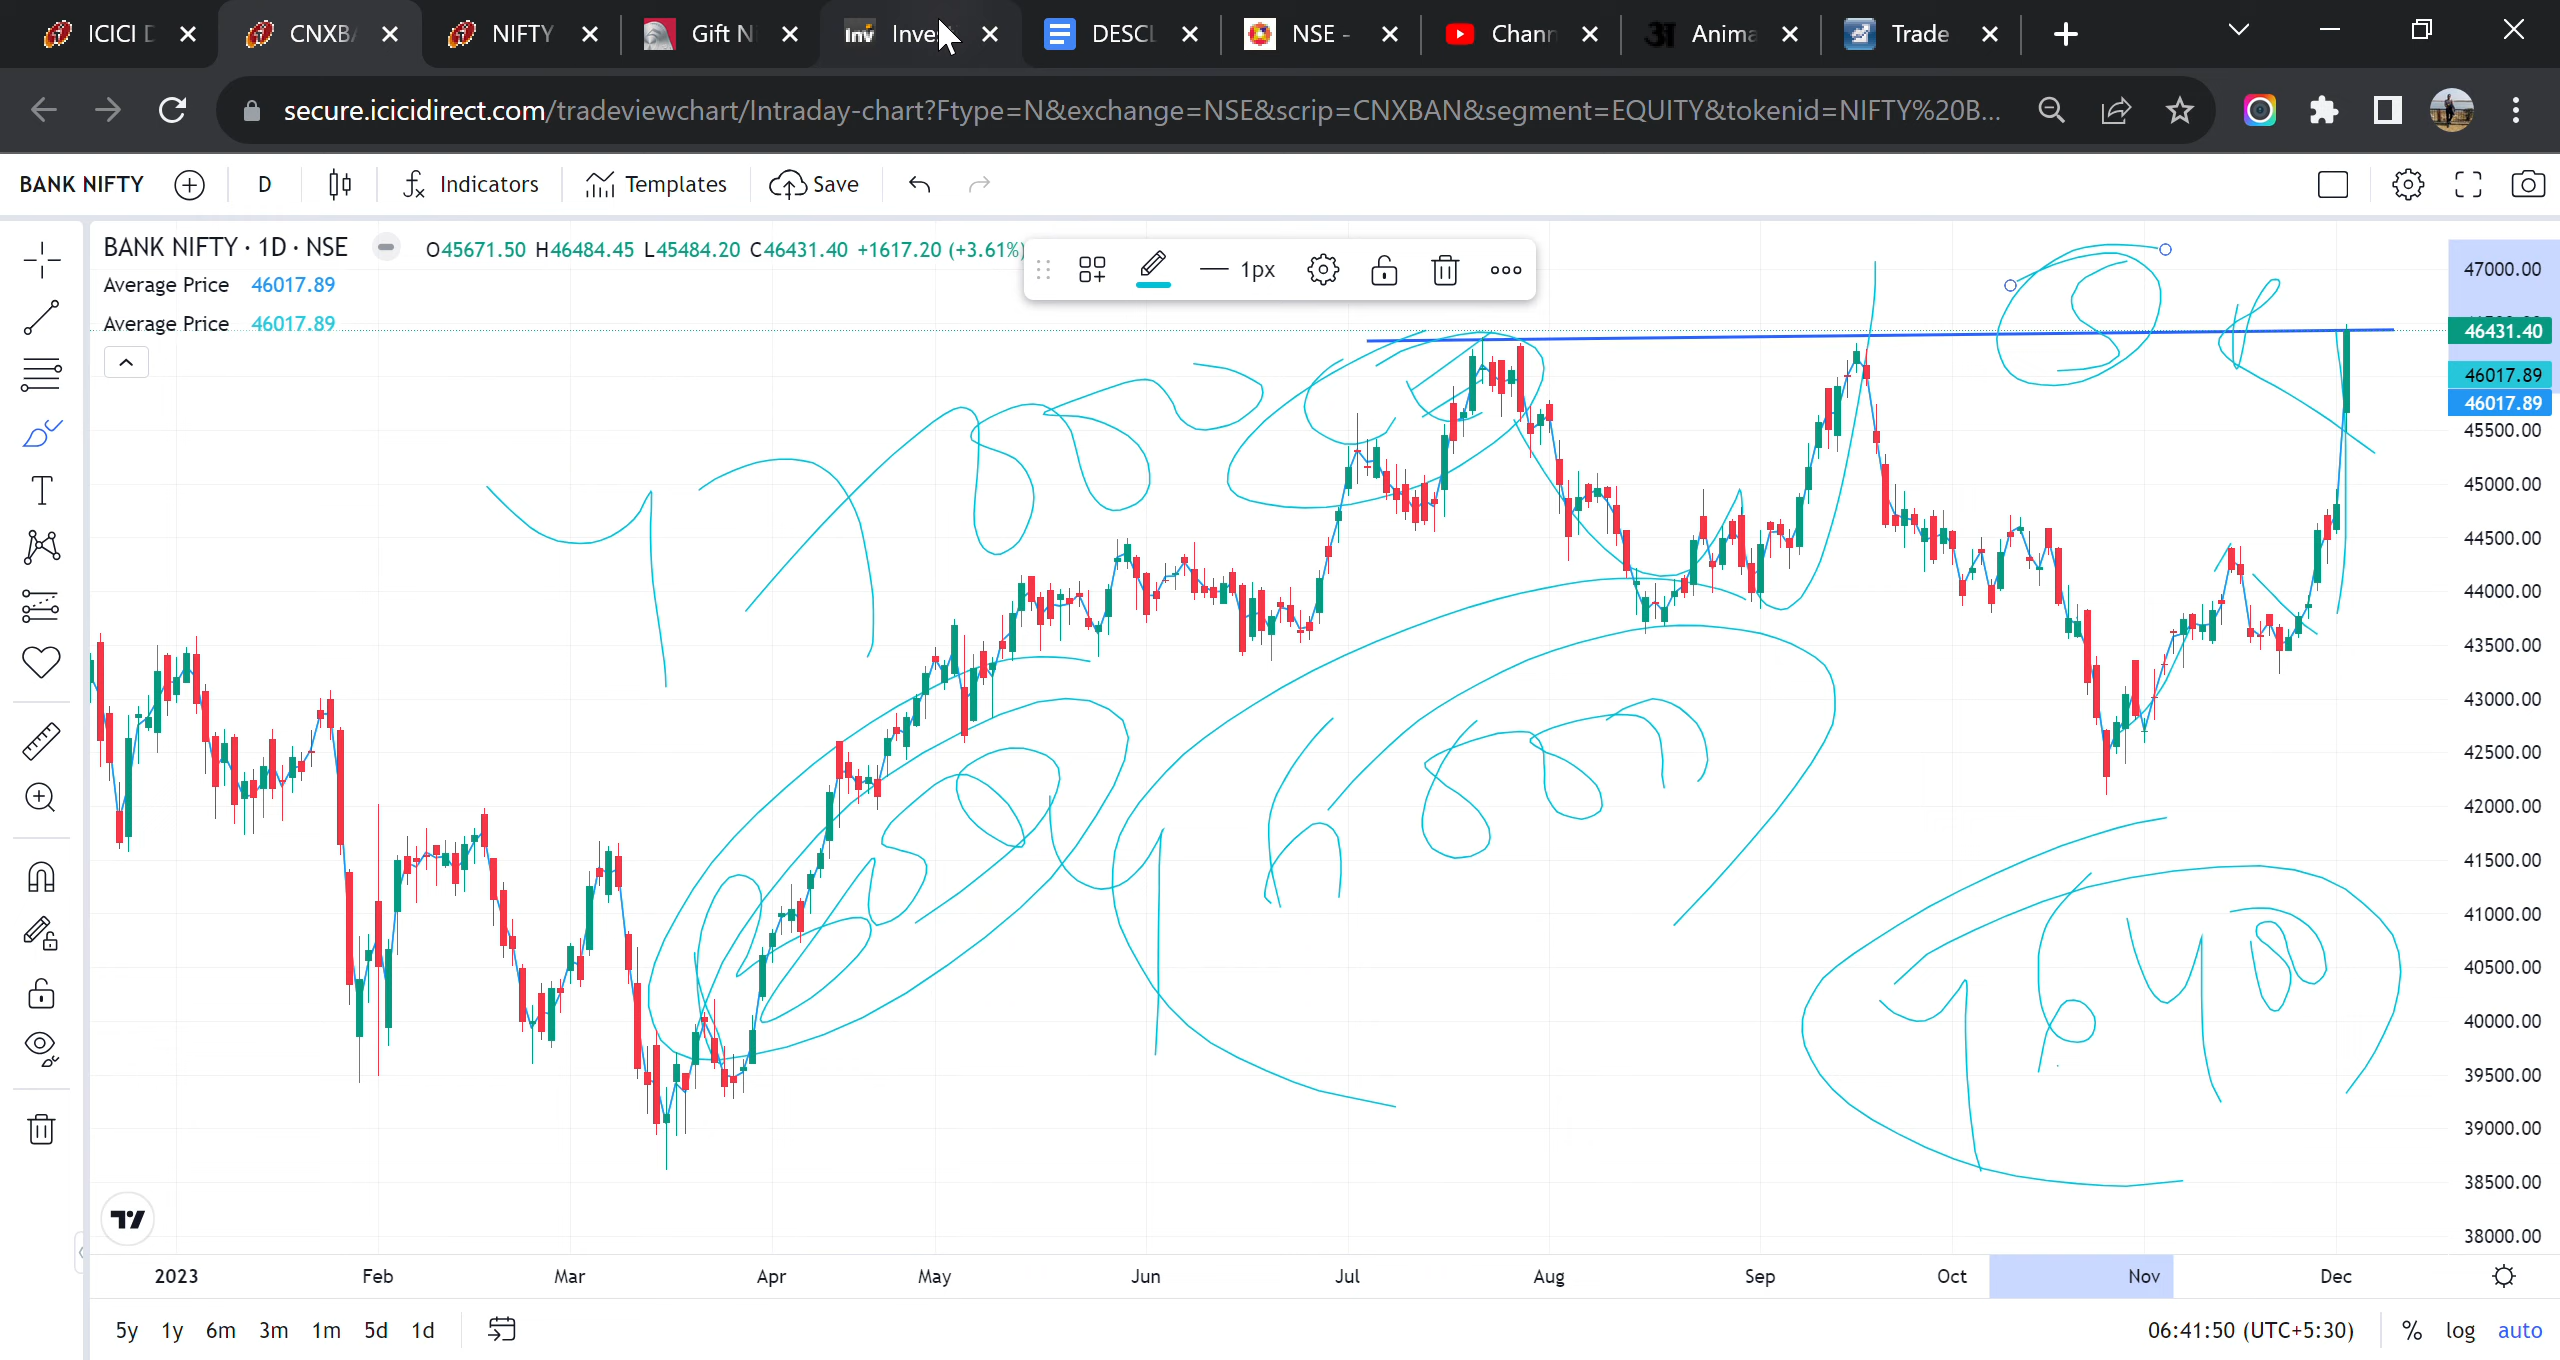 ICICI D CNXBA NIFTY Gift Ni Inves DESCL NSE - Chann Anima Trade
secure.icicidirect.com/tradeviewchart/Intraday-chart?Ftype=N&exchange=NSE&scrip=CNXBAN&segment=EQUITY&tokenid=NIFTY%20B...
BANK NIFTY D Indicators Templates Save
BANK NIFTY · 1D · NSE O45671.50 H46484.45 L45484.20 C46431.40 +1617.20 (+3.61%)
1px
Average Price 46017.89
Average Price 46017.89
47000.00
46431.40
46017.89
46017.89
45500.00
45000.00
44500.00
44000.00
43500.00
43000.00
42500.00
42000.00
41500.00
41000.00
40500.00
40000.00
39500.00
39000.00
38500.00
38000.00
2023 Feb Mar Apr May Jun Jul Aug Sep Oct Nov Dec
5y 1y 6m 3m 1m 5d 1d 06:41:50 (UTC+5:30) % log auto